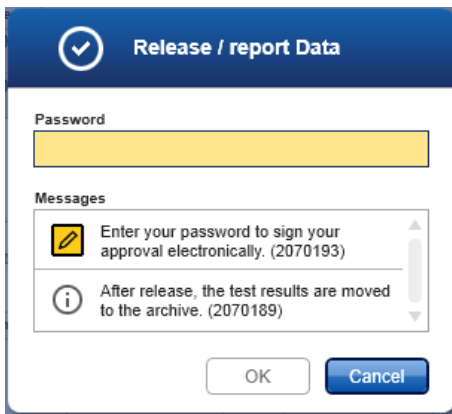 Release / report Data
Password
Messages
Enter your password to sign your
approval electronically. (2070193)
After release, the test results are moved
to the archive. (2070189)
OK
Cancel